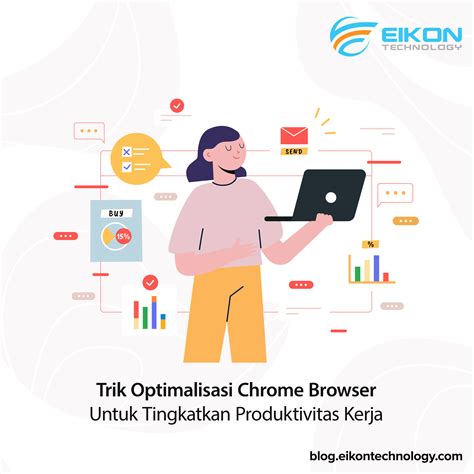 EIKON
TECHNOLOGY
SEND
BUY
15%
%
Trik Optimalisasi Chrome Browser
Untuk Tingkatkan Produktivitas Kerja
blog.eikontechnology.com